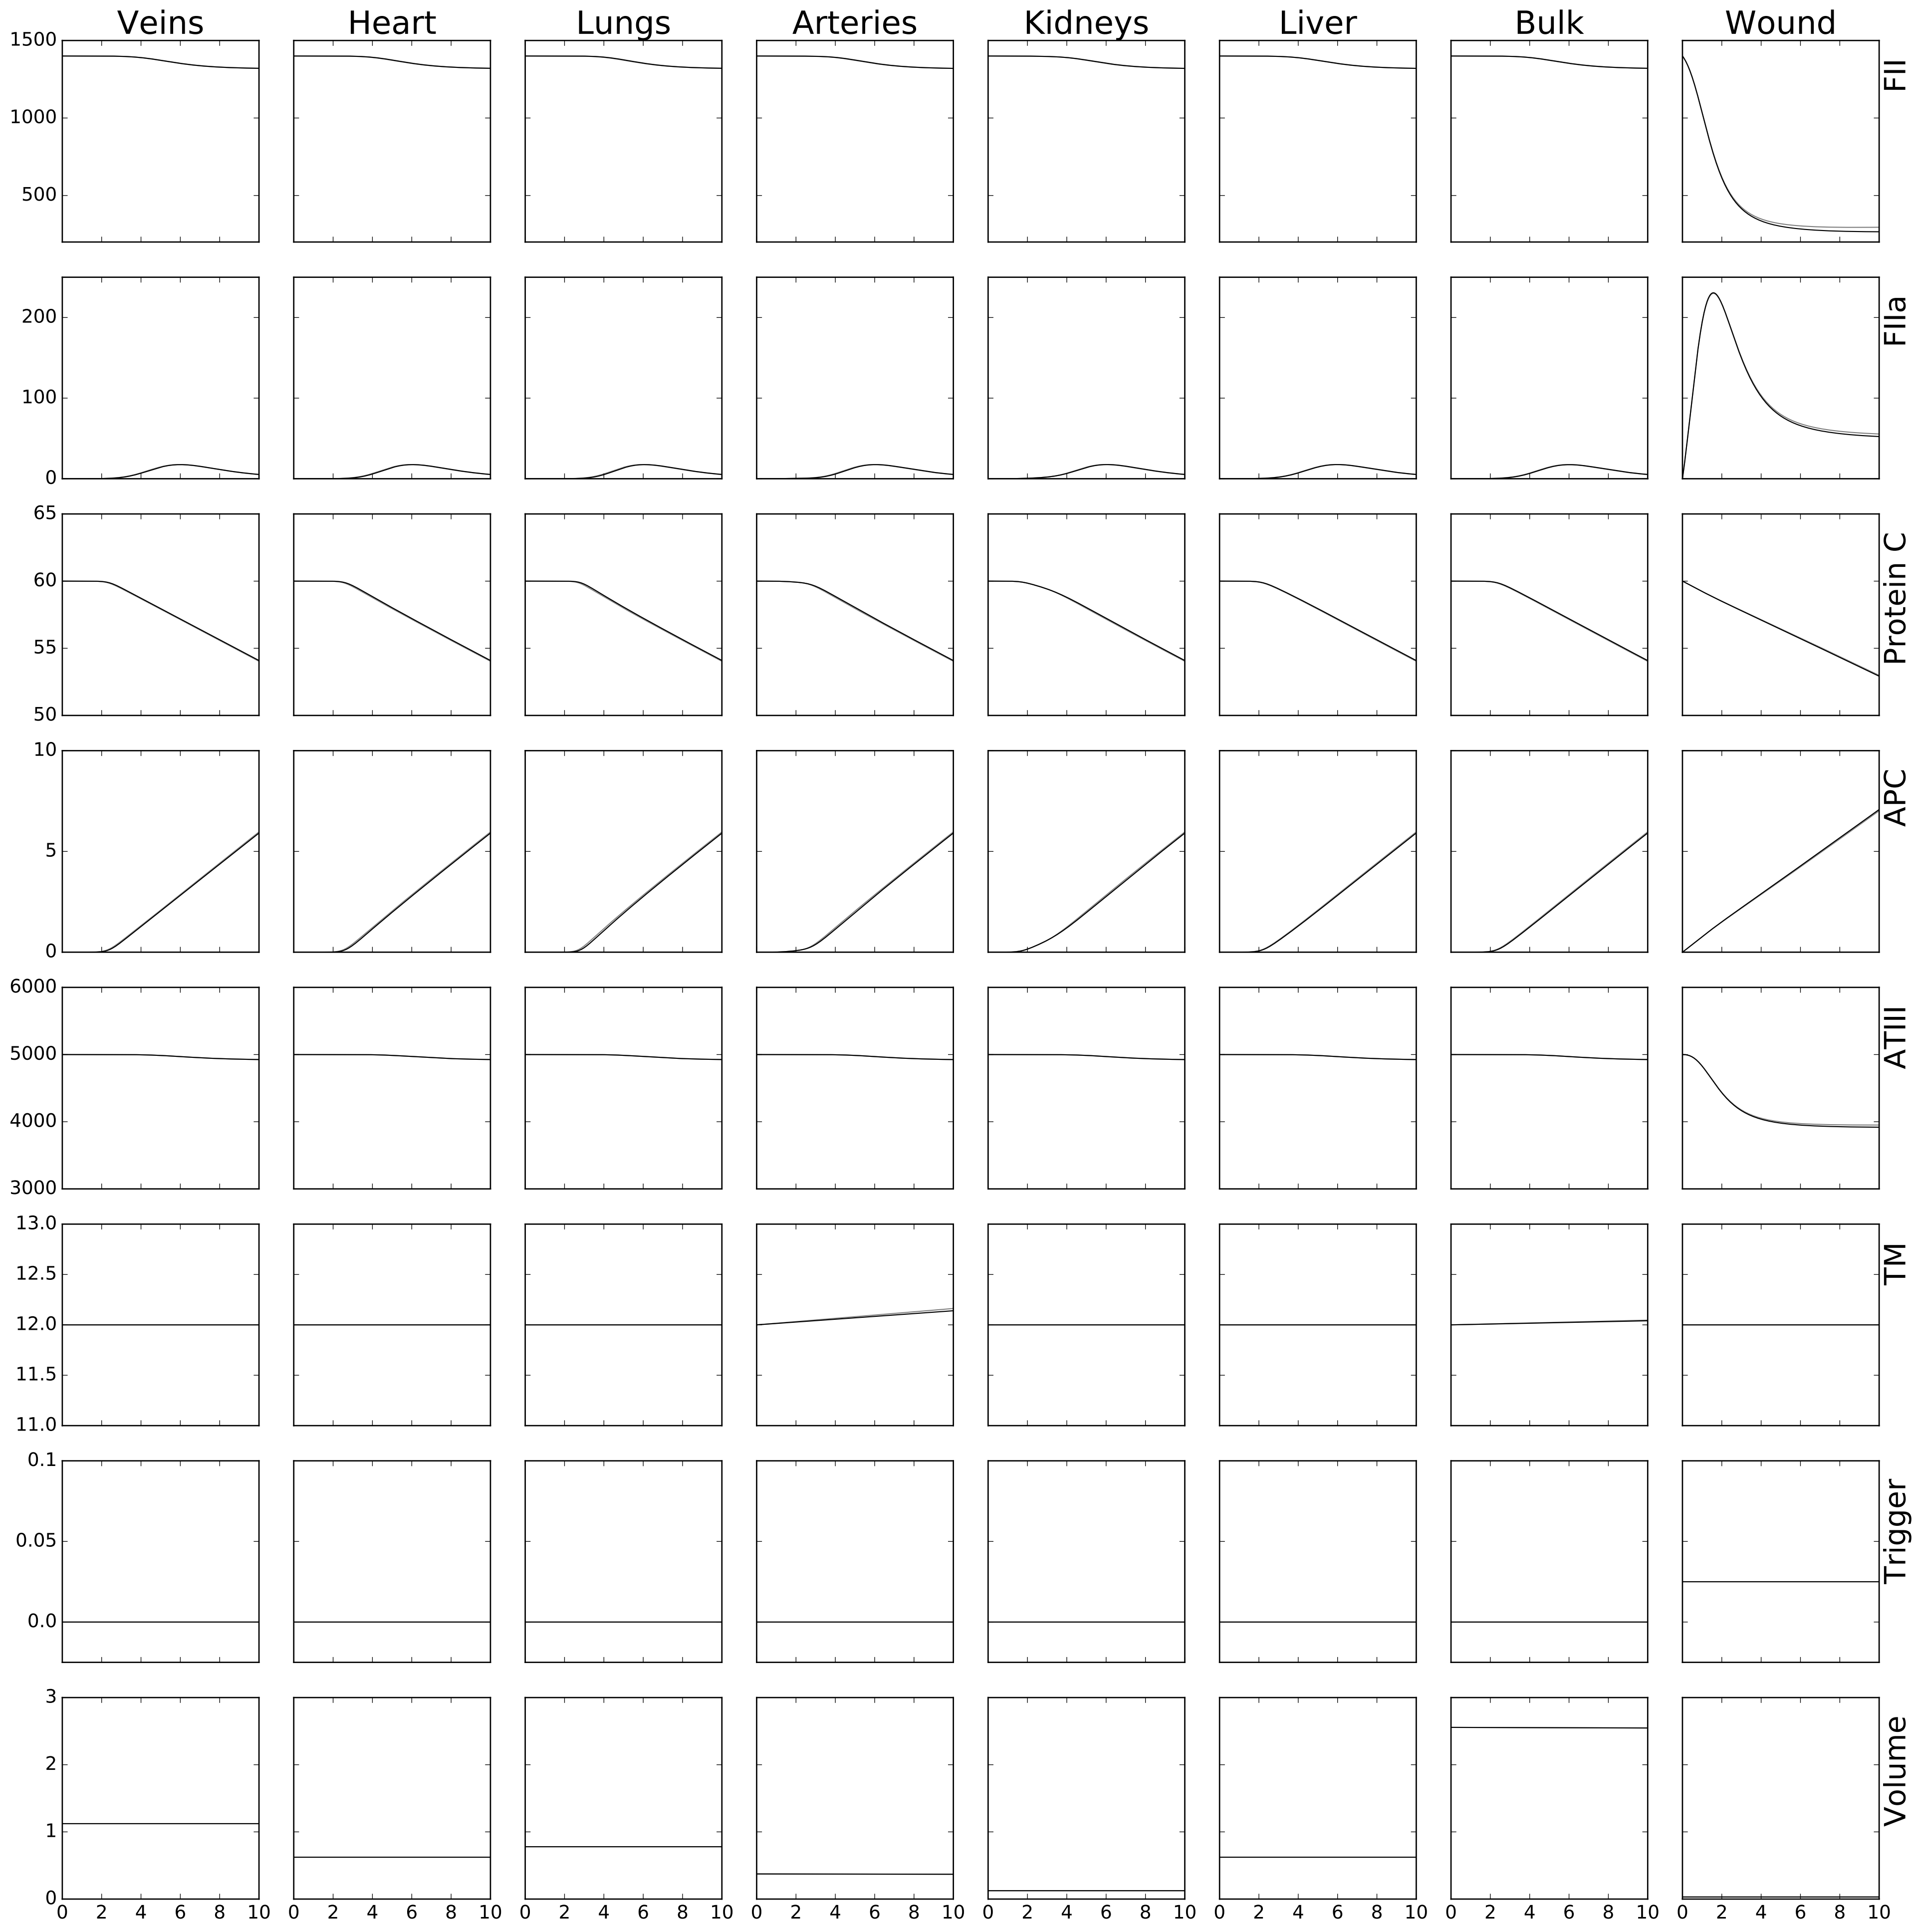 Veins Heart Lungs Arteries Kidneys Liver Bulk Wound
1500
1000
500
FII
200
100
0
FIIa
65
60
55
50
Protein C
10
5
0
APC
6000
5000
4000
3000
ATIII
13.0
12.5
12.0
11.5
11.0
TM
0.1
0.05
0.0
Trigger
3
2
1
0
Volume
0 2 4 6 8 10 0 2 4 6 8 10 0 2 4 6 8 10 0 2 4 6 8 10 0 2 4 6 8 10 0 2 4 6 8 10 0 2 4 6 8 10 0 2 4 6 8 10